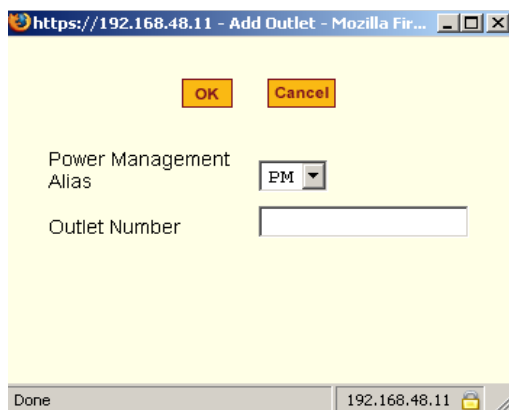 https://192.168.48.11 - Add Outlet - Mozilla Fir...
OK Cancel
Power Management
Alias
PM
Outlet Number
Done 192.168.48.11